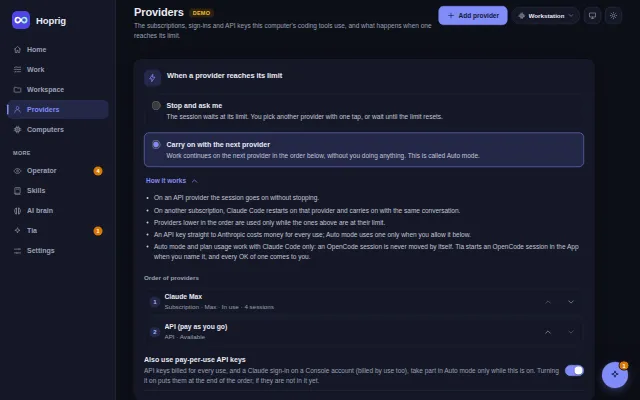 Hoprig
Home
Work
Workspace
Providers
Computers
MORE
Operator 4
Skills
AI brain
Tia 1
Settings
Providers DEMO
The subscriptions, sign-ins and API keys this computer's coding tools use, and what happens when one
reaches its limit.
Add provider
Workstation
When a provider reaches its limit
Stop and ask me
The session waits at its limit. You pick another provider with one tap, or wait until the limit resets.
Carry on with the next provider
Work continues on the next provider in the order below, without you doing anything. This is called Auto mode.
How it works
• On an API provider the session goes on without stopping.
• On another subscription, Claude Code restarts on that provider and carries on with the same conversation.
• Providers lower in the order are used only while the ones above are at their limit.
• An API key straight to Anthropic costs money for every use; Auto mode uses one only when you allow it below.
• Auto mode and plan usage work with Claude Code only: an OpenCode session is never moved by itself. Tia starts an OpenCode session in the App
when you name it, and every OK of one comes to you.
Order of providers
1 Claude Max
Subscription · Max · In use · 4 sessions
2 API (pay as you go)
API · Available
Also use pay-per-use API keys
API keys billed for every use, and a Claude sign-in on a Console account (billed by use too), take part in Auto mode only while this is on. Turning
it on puts them at the end of the order, if they are not in it yet.
1